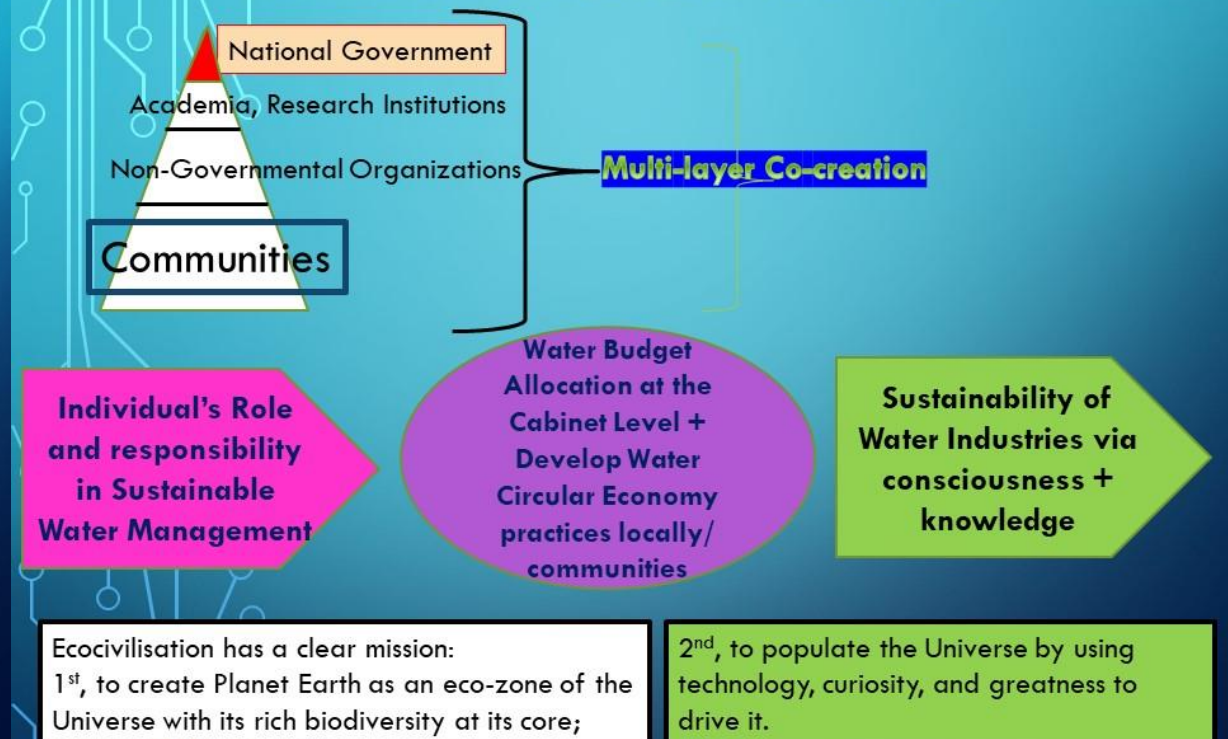 National Government
Academia, Research Institutions
Non-Governmental Organizations
Communities
Multi-layer Co-creation
Individual’s Role
and responsibility
in Sustainable
Water Management
Water Budget
Allocation at the
Cabinet Level +
Develop Water
Circular Economy
practices locally/
communities
Sustainability of
Water Industries via
consciousness +
knowledge
Ecocivilisation has a clear mission:
1st, to create Planet Earth as an eco-zone of the
Universe with its rich biodiversity at its core;
2nd, to populate the Universe by using
technology, curiosity, and greatness to
drive it.